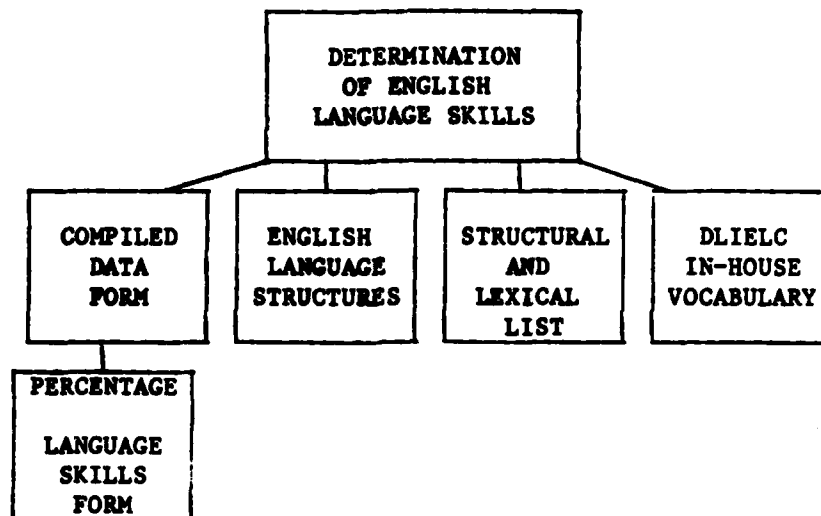 DETERMINATION
OF ENGLISH
LANGUAGE SKILLS
COMPILED
DATA
FORM
ENGLISH
LANGUAGE
STRUCTURES
STRUCTURAL
AND
LEXICAL
LIST
DLIELC
IN-HOUSE
VOCABULARY
PERCENTAGE
LANGUAGE
SKILLS
FORM